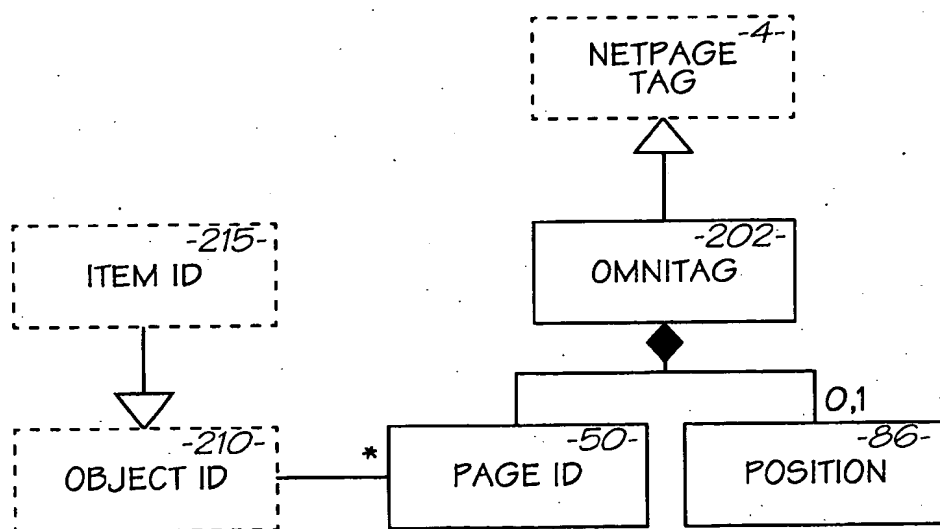 -4-
NETPAGE
TAG
-215-
ITEM ID
-202-
OMNITAG
0,1
-210-
OBJECT ID
*
-50-
PAGE ID
-86-
POSITION